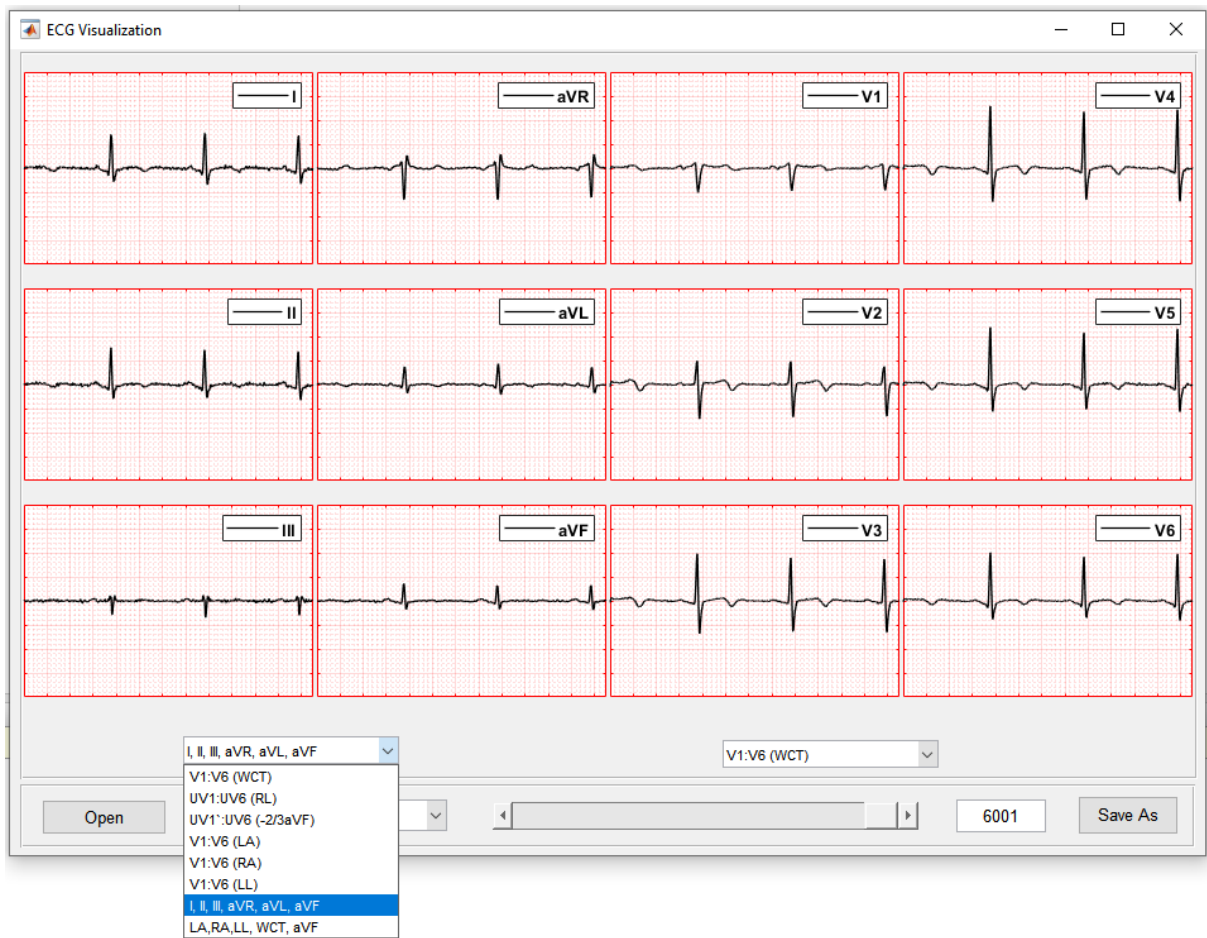 ECG Visualization
I
aVR
V1
V4
II
aVL
V2
V5
III
aVF
V3
V6
I, II, III, aVR, aVL, aVF
V1:V6 (WCT)
V1:V6 (WCT)
UV1:UV6 (RL)
UV1`:UV6 (-2/3aVF)
V1:V6 (LA)
V1:V6 (RA)
V1:V6 (LL)
I, II, III, aVR, aVL, aVF
LA,RA,LL, WCT, aVF
Open
6001
Save As